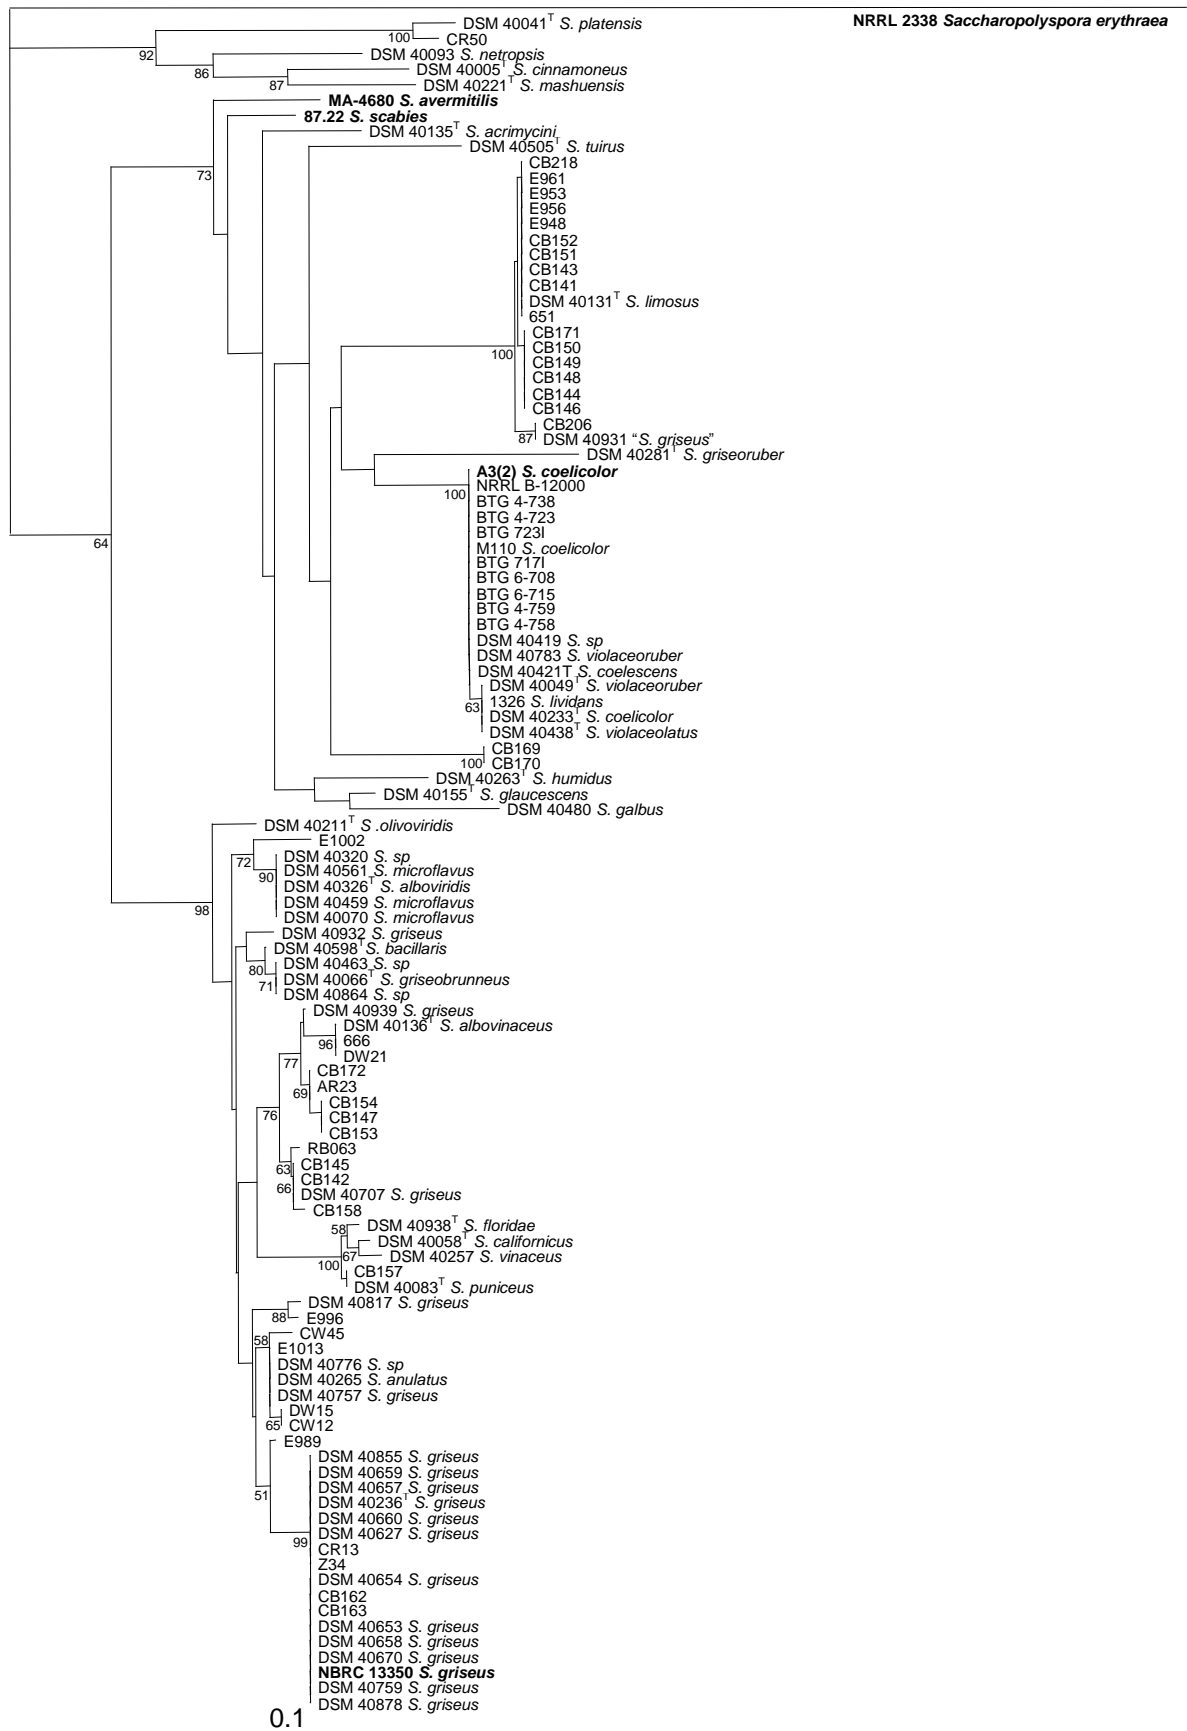 NRRL 2338 Saccharopolyspora erythraea
DSM 40041T S. platensis
100
CR50
92
DSM 40093 S. netropsis
86
DSM 40005T S. cinnamoneus
87
DSM 40221T S. mashuensis
MA-4680 S. avermitilis
87.22 S. scabies
DSM 40135T S. acrimycini
DSM 40505T S. tuirus
CB218
73
E961
E953
E956
E948
CB152
CB151
CB143
CB141
DSM 40131T S. limosus
651
CB171
CB150
100
CB149
CB148
CB144
CB146
CB206
87
DSM 40931 “S. griseus”
DSM 40281T S. griseoruber
A3(2) S. coelicolor
NRRL B-12000
100
BTG 4-738
BTG 4-723
BTG 723I
64
M110 S. coelicolor
BTG 717I
BTG 6-708
BTG 6-715
BTG 4-759
BTG 4-758
DSM 40419 S. sp
DSM 40783 S. violaceoruber
DSM 40421T S. coelescens
DSM 40049T S. violaceoruber
1326 S. lividans
63
DSM 40233T S. coelicolor
DSM 40438T S. violaceolatus
CB169
100
CB170
DSM 40263T S. humidus
DSM 40155T S. glaucescens
DSM 40480 S. galbus
DSM 40211T S .olivoviridis
E1002
72
DSM 40320 S. sp
DSM 40561 S. microflavus
90
DSM 40326T S. alboviridis
DSM 40459 S. microflavus
98
DSM 40070 S. microflavus
DSM 40932 S. griseus
DSM 40598T S. bacillaris
80
DSM 40463 S. sp
DSM 40066T S. griseobrunneus
71
DSM 40864 S. sp
DSM 40939 S. griseus
DSM 40136T S. albovinaceus
96
666
DW21
77
CB172
AR23
69
CB154
CB147
76
CB153
RB063
63
CB145
CB142
66
DSM 40707 S. griseus
CB158
58
DSM 40938T S. floridae
DSM 40058T S. californicus
67
DSM 40257 S. vinaceus
100
CB157
DSM 40083T S. puniceus
DSM 40817 S. griseus
88
E996
CW45
58
E1013
DSM 40776 S. sp
DSM 40265 S. anulatus
DSM 40757 S. griseus
DW15
65
CW12
E989
DSM 40855 S. griseus
DSM 40659 S. griseus
DSM 40657 S. griseus
51
DSM 40236T S. griseus
DSM 40660 S. griseus
DSM 40627 S. griseus
99
CR13
Z34
DSM 40654 S. griseus
CB162
CB163
DSM 40653 S. griseus
DSM 40658 S. griseus
DSM 40670 S. griseus
NBRC 13350 S. griseus
DSM 40759 S. griseus
DSM 40878 S. griseus
0.1